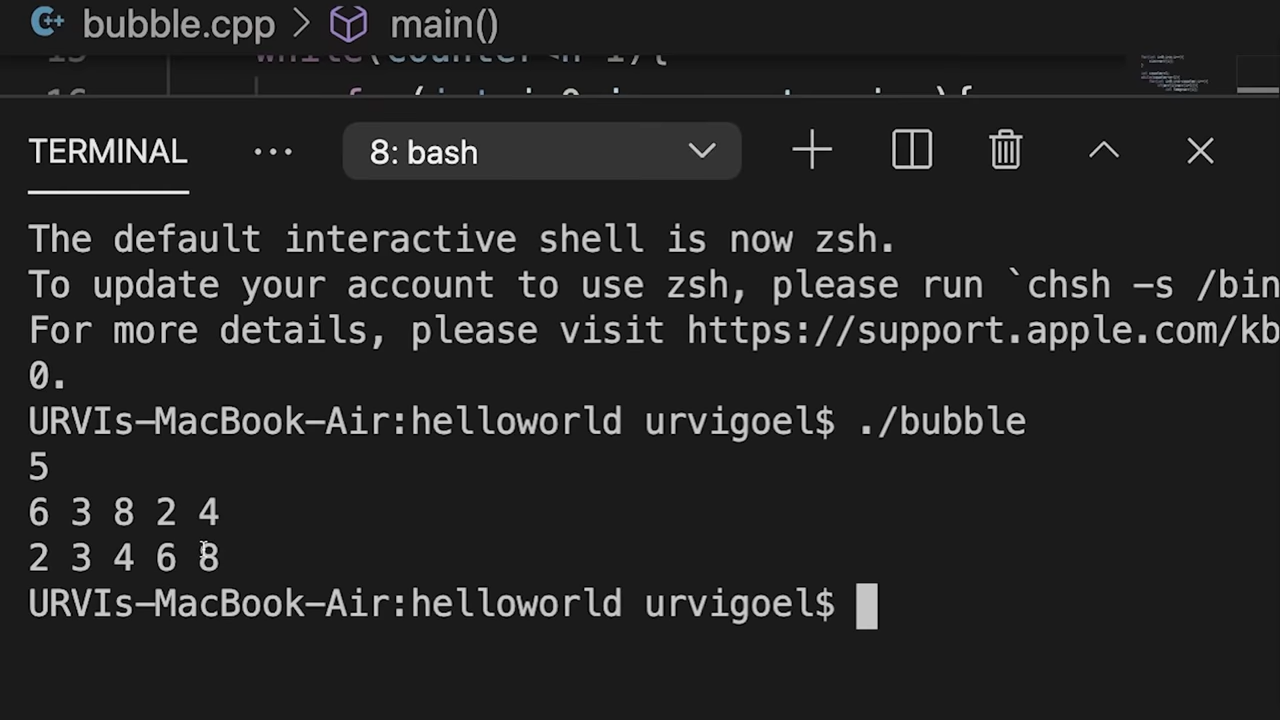 bubble.cpp > main()
TERMINAL ... 8: bash
The default interactive shell is now zsh.
To update your account to use zsh, please run `chsh -s /bin
For more details, please visit https://support.apple.com/kb
0.
URVIs-MacBook-Air:helloworld urvigoel$ ./bubble
5
6 3 8 2 4
2 3 4 6 8
URVIs-MacBook-Air:helloworld urvigoel$